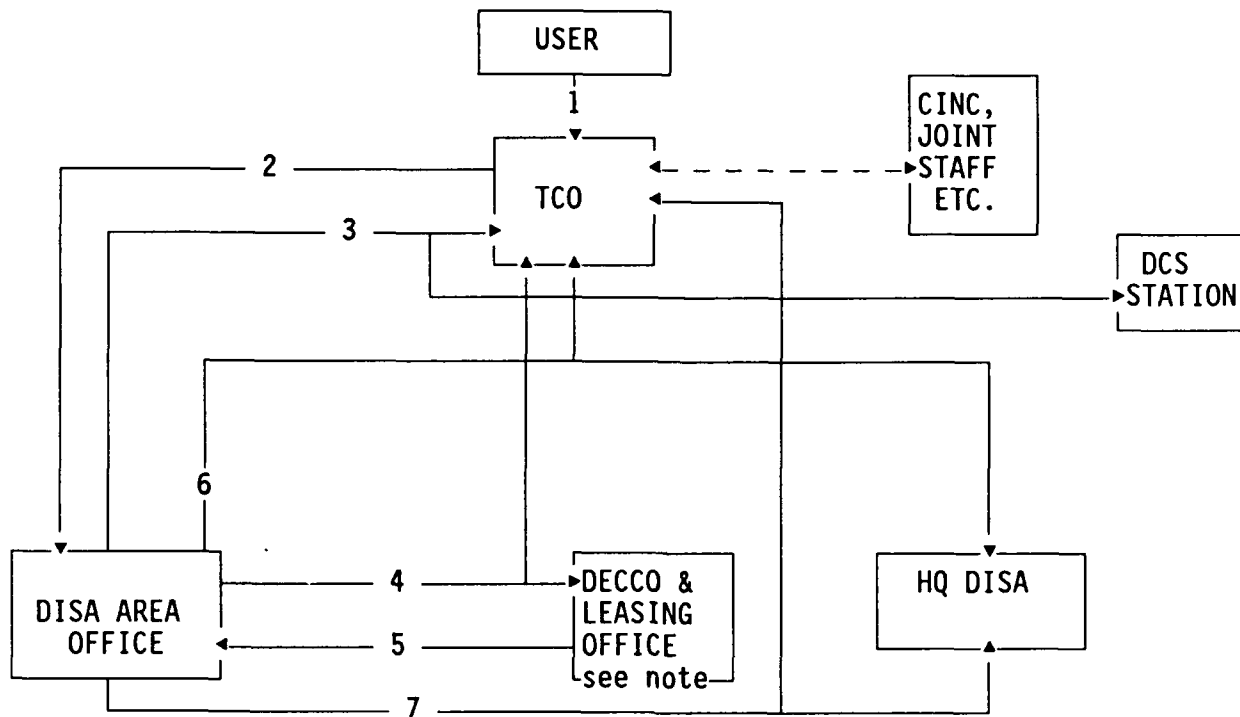 USER
1
CINC,
JOINT
STAFF
ETC.
2
TCO
3
DCS
STATION
6
4
DECCO &
LEASING
OFFICE
see note
HQ DISA
DISA AREA
OFFICE
5
7